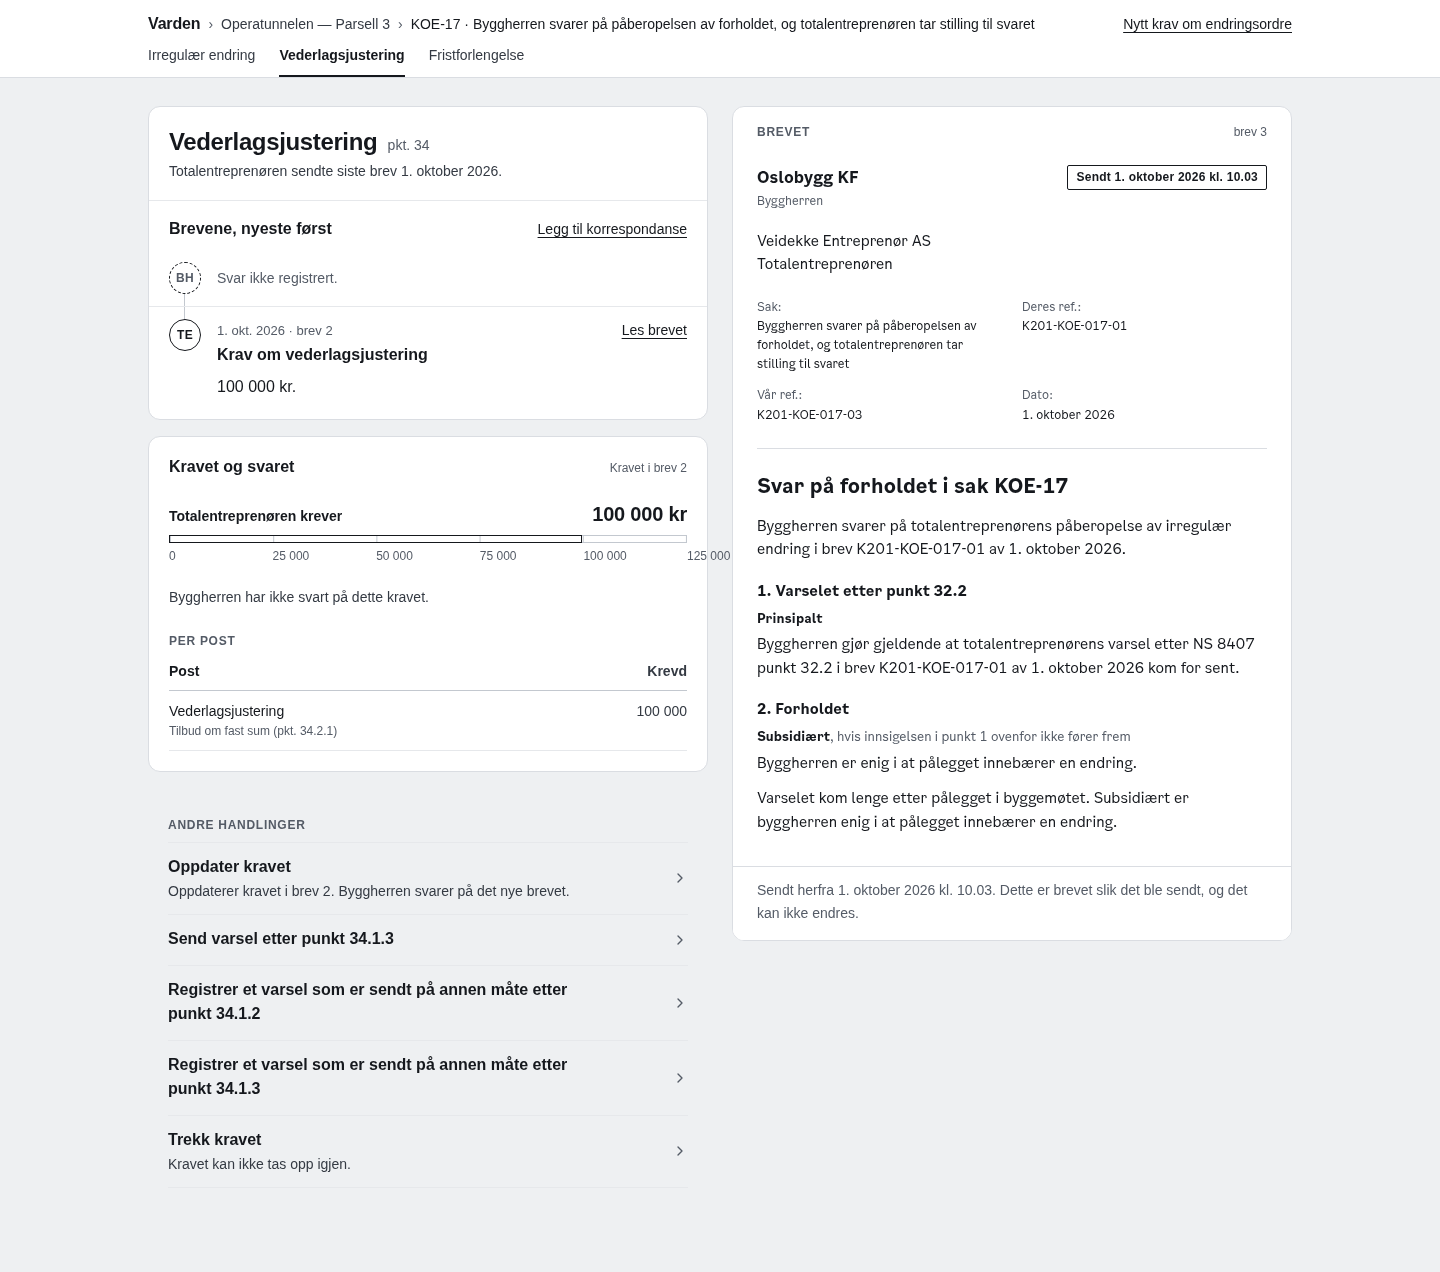 Varden › Operatunnelen — Parsell 3 › KOE-17 · Byggherren svarer på påberopelsen av forholdet, og totalentreprenøren tar stilling til svaret
Nytt krav om endringsordre
Irregulær endring Vederlagsjustering Fristforlengelse
Vederlagsjustering pkt. 34
Totalentreprenøren sendte siste brev 1. oktober 2026.
Brevene, nyeste først
Legg til korrespondanse
BH Svar ikke registrert.
TE 1. okt. 2026 · brev 2
Les brevet
Krav om vederlagsjustering
100 000 kr.
Kravet og svaret
Kravet i brev 2
Totalentreprenøren krever
100 000 kr
0 25 000 50 000 75 000 100 000 125 000
Byggherren har ikke svart på dette kravet.
PER POST
Post Krevd
Vederlagsjustering 100 000
Tilbud om fast sum (pkt. 34.2.1)
ANDRE HANDLINGER
Oppdater kravet
Oppdaterer kravet i brev 2. Byggherren svarer på det nye brevet.
Send varsel etter punkt 34.1.3
Registrer et varsel som er sendt på annen måte etter
punkt 34.1.2
Registrer et varsel som er sendt på annen måte etter
punkt 34.1.3
Trekk kravet
Kravet kan ikke tas opp igjen.
BREVET
brev 3
Oslobygg KF
Sendt 1. oktober 2026 kl. 10.03
Byggherren
Veidekke Entreprenør AS
Totalentreprenøren
Sak:
Byggherren svarer på påberopelsen av
forholdet, og totalentreprenøren tar
stilling til svaret
Deres ref.:
K201-KOE-017-01
Vår ref.:
K201-KOE-017-03
Dato:
1. oktober 2026
Svar på forholdet i sak KOE-17
Byggherren svarer på totalentreprenørens påberopelse av irregulær
endring i brev K201-KOE-017-01 av 1. oktober 2026.
1. Varselet etter punkt 32.2
Prinsipalt
Byggherren gjør gjeldende at totalentreprenørens varsel etter NS 8407
punkt 32.2 i brev K201-KOE-017-01 av 1. oktober 2026 kom for sent.
2. Forholdet
Subsidiært, hvis innsigelsen i punkt 1 ovenfor ikke fører frem
Byggherren er enig i at pålegget innebærer en endring.
Varselet kom lenge etter pålegget i byggemøtet. Subsidiært er
byggherren enig i at pålegget innebærer en endring.
Sendt herfra 1. oktober 2026 kl. 10.03. Dette er brevet slik det ble sendt, og det
kan ikke endres.